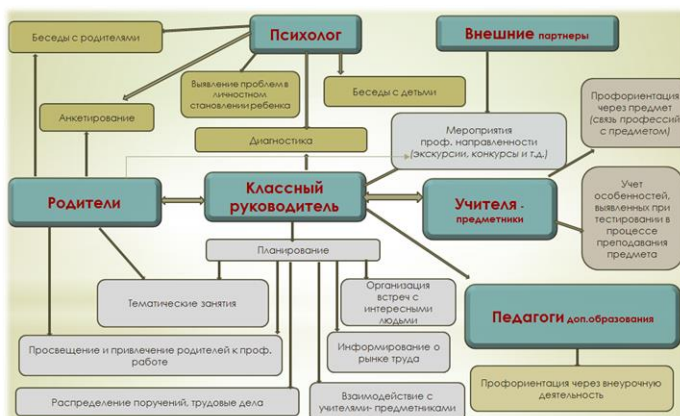 Беседы с родителями
Психолог
Внешние партнеры
Выявление проблем в
личностном
становлении ребенка
Беседы с детьми
Профориентация
через предмет
(связь профессий
с предметом)
Анкетирование
Диагностика
Мероприятия
проф. направленности
(экскурсии, конкурсы и т.д.)
Родители
Классный
руководитель
Учителя -
предметники
Учет
особенностей,
выявленных при
тестировании в
процессе
преподавания
предмета
Планирование
Тематические занятия
Организация
встреч с
интересными
людьми
Педагоги доп.образования
Просвещение и привлечение родителей к проф.
работе
Информирование о
рынке труда
Профориентация через внеурочную
деятельность
Распределение поручений, трудовые дела
Взаимодействие с
учителями- предметниками